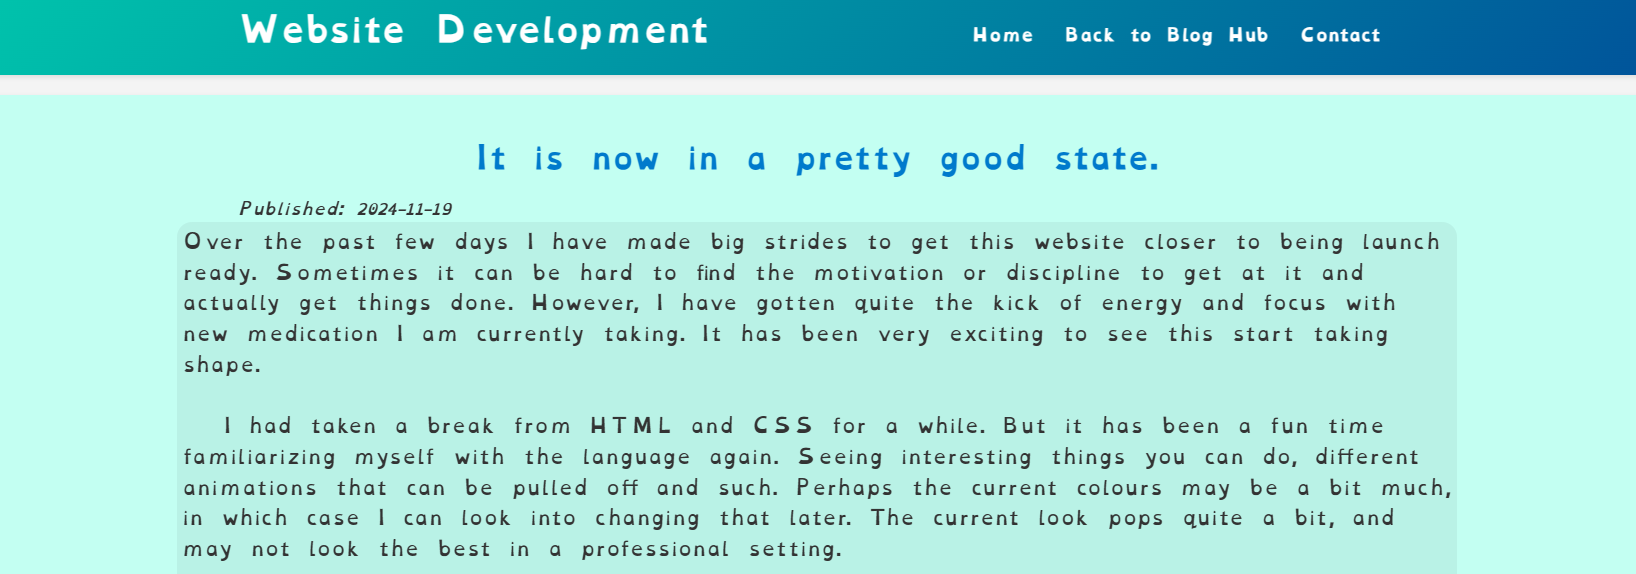 Website Development
Home Back to Blog Hub Contact
It is now in a pretty good state.
Published: 2024-11-19
Over the past few days I have made big strides to get this website closer to being launch
ready. Sometimes it can be hard to find the motivation or discipline to get at it and
actually get things done. However, I have gotten quite the kick of energy and focus with
new medication I am currently taking. It has been very exciting to see this start taking
shape.
I had taken a break from HTML and CSS for a while. But it has been a fun time
familiarizing myself with the language again. Seeing interesting things you can do, different
animations that can be pulled off and such. Perhaps the current colours may be a bit much,
in which case I can look into changing that later. The current look pops quite a bit, and
may not look the best in a professional setting.